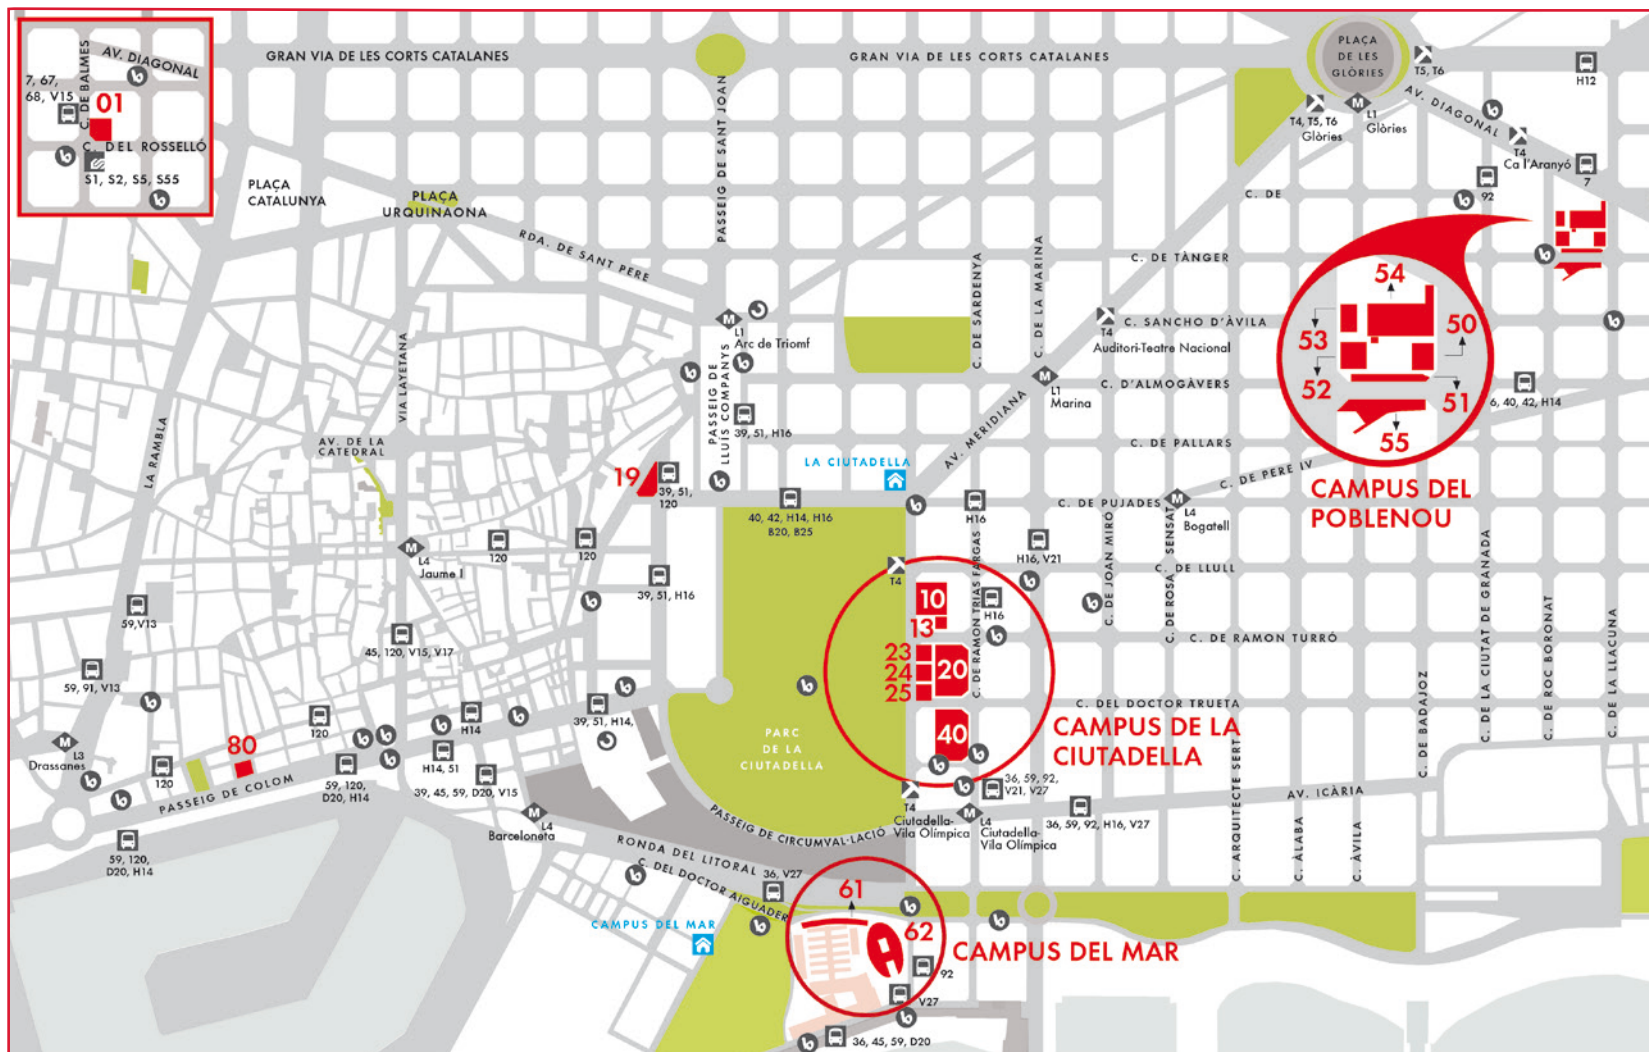 AV. DIAGONAL
C. DE BALMES
7, 67,
68, V15
01
C. DEL ROSSELLÓ
S1, S2, S5, S55
GRAN VIA DE LES CORTS CATALANES
GRAN VIA DE LES CORTS CATALANES
PLAÇA
DE LES
GLÒRIES
T5, T6
H12
M
L1
Glòries
T4, T5, T6
Glòries
AV. DIAGONAL
T4
Ca l'Aranyó
7
92
C. DE
PLAÇA
CATALUNYA
PLAÇA
URQUINAONA
PASSEIG DE SANT JOAN
RDA. DE SANT PERE
C. DE TÀNGER
C. DE SARDENYA
C. DE LA MARINA
M
L1
Arc de Triomf
T4
C. SANCHO D'ÀVILA
Auditori-Teatre Nacional
54
53
50
52
51
55
CAMPUS DEL
POBLENOU
6, 40, 42, H14
PASSEIG DE
LLUÍS COMPANYS
VIA LAYETANA
M
L1
Marina
C. D'ALMOGÀVERS
39, 51, H16
AV. MERIDIANA
C. DE PALLARS
LA RAMBLA
AV. DE LA
CATEDRAL
LA CIUTADELLA
C. DE PERE IV
19
39, 51,
120
40, 42, H14, H16
B20, B25
H16
C. DE PUJADES
M
L4
Bogatell
M
L4
Jaume I
120
120
H16, V21
C. DE LLULL
C. DE JOAN MIRÓ
C. DE ROSA SENSAT
C. DE RAMON TRIAS FARGAS
T4
39, 51, H16
10
H16
13
59,V13
45, 120, V15, V17
C. DE RAMON TURRÓ
23
24
20
25
59, 91, V13
C. DE LA CIUTAT DE GRANADA
C. DE ROC BORONAT
C. DE LA LLACUNA
C. DE BADAJOZ
C. DEL DOCTOR TRUETA
39, 51, H14,
H14
120
40
CAMPUS DE LA
CIUTADELLA
PARC
DE LA
CIUTADELLA
M
L3
Drassanes
80
120
H14, 51
59, 120,
D20, H14
39, 45, 59, D20, V15
PASSEIG DE COLOM
36, 59, 92,
V21, V27
AV. ICÀRIA
T4
Ciutadella-
Vila Olímpica
M
L4
Ciutadella-
Vila Olímpica
36, 59, 92, H16, V27
M
L4
Barceloneta
PASSEIG DE CIRCUMVAL·LACIÓ
C. ARQUITECTE SERT
C. ÀLABA
C. ÀVILA
59, 120,
D20, H14
RONDA DEL LITORAL
36, V27
C. DEL DOCTOR AIGUADER
61
CAMPUS DEL MAR
62
CAMPUS DEL MAR
92
V27
36, 45, 59, D20